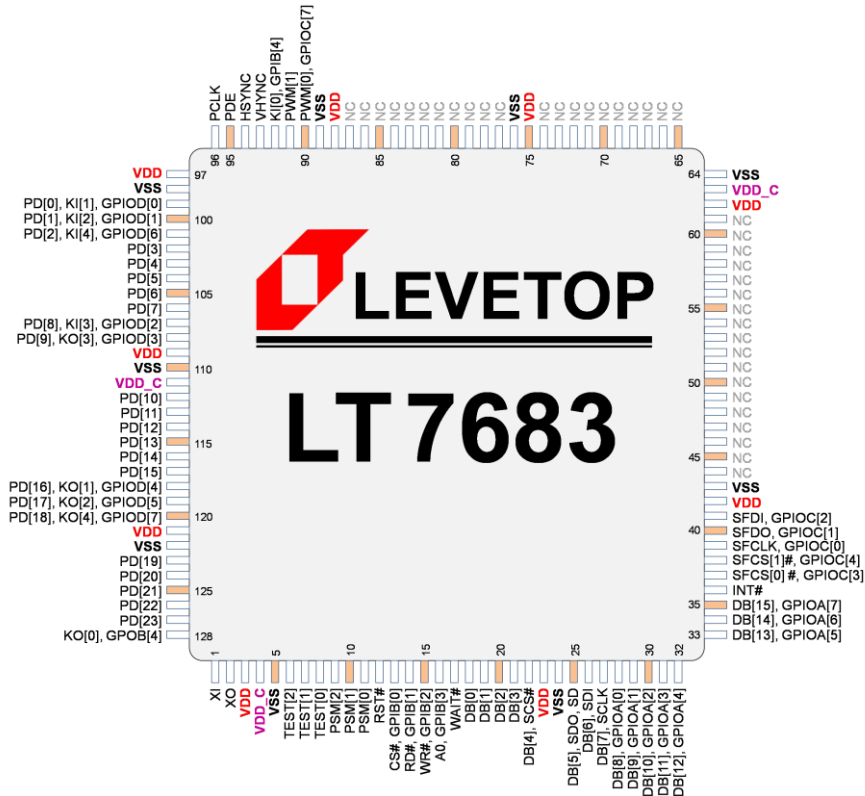 PCLK
PDE
HSYNC
VHYNC
KI[0], GPIB[4]
PWM[1]
PWM[0], GPIOC[7]
VSS
VDD
NC
NC
NC
NC
NC
NC
NC
NC
NC
NC
NC
VSS
VDD
NC
NC
NC
NC
NC
NC
NC
NC
NC
NC
96
95
90
85
80
75
70
65
VDD
97
VSS
PD[0], KI[1], GPIOD[0]
PD[1], KI[2], GPIOD[1]
100
PD[2], KI[4], GPIOD[6]
PD[3]
PD[4]
PD[5]
PD[6]
105
PD[7]
PD[8], KI[3], GPIOD[2]
PD[9], KO[3], GPIOD[3]
VDD
VSS
110
VDD_C
PD[10]
PD[11]
PD[12]
PD[13]
115
PD[14]
PD[15]
PD[16], KO[1], GPIOD[4]
PD[17], KO[2], GPIOD[5]
PD[18], KO[4], GPIOD[7]
120
VDD
VSS
PD[19]
PD[20]
PD[21]
125
PD[22]
PD[23]
KO[0], GPOB[4]
128
LEVETOP
LT 7683
64
VSS
VDD_C
VDD
NC
60
NC
NC
NC
NC
NC
55
NC
NC
NC
NC
NC
50
NC
NC
NC
NC
NC
45
NC
NC
VSS
VDD
SFDI, GPIOC[2]
40
SFDO, GPIOC[1]
SFCLK, GPIOC[0]
SFCS[1]#, GPIOC[4]
SFCS[0] #, GPIOC[3]
INT#
35
DB[15], GPIOA[7]
DB[14], GPIOA[6]
33
DB[13], GPIOA[5]
1
5
10
15
20
25
30
32
XI
XO
VDD
VDD_C
VSS
TEST[2]
TEST[1]
TEST[0]
PSM[2]
PSM[1]
PSM[0]
RST#
CS#, GPIB[0]
RD#, GPIB[1]
WR#, GPIB[2]
A0, GPIB[3]
WAIT#
DB[0]
DB[1]
DB[2]
DB[3]
DB[4], SCS#
VDD
VSS
DB[5], SDO, SD
DB[6], SDI
DB[7], SCLK
DB[8], GPIOA[0]
DB[9], GPIOA[1]
DB[10], GPIOA[2]
DB[11], GPIOA[3]
DB[12], GPIOA[4]